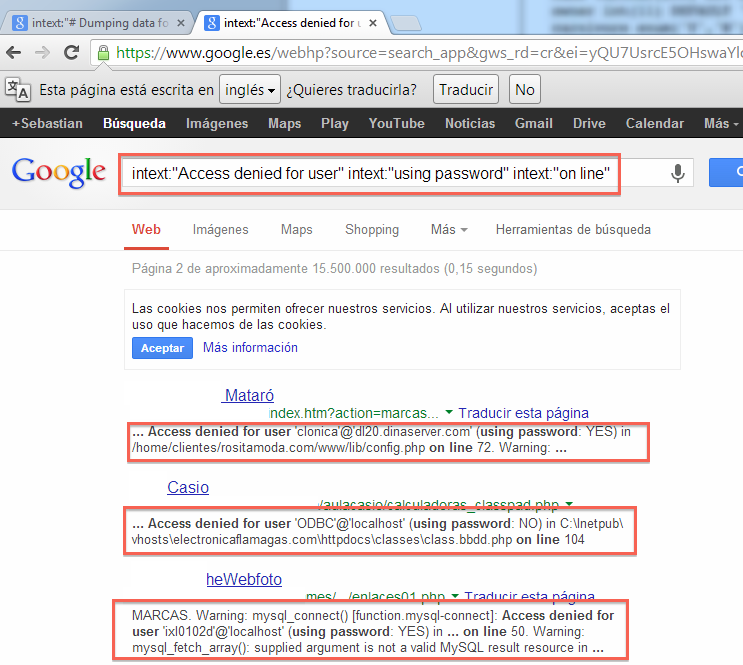 intext:"# Dumping data fo
intext:"Access denied for u
https://www.google.es/webhp?source=search_app&gws_rd=cr&ei=yQU7UsrcE5OHswaYl
Esta página está escrita en inglés ¿Quieres traducirla? Traducir No
+Sebastian Búsqueda Imágenes Maps Play YouTube Noticias Gmail Drive Calendar Más
Google intext:"Access denied for user" intext:"using password" intext:"on line"
Web Imágenes Maps Shopping Más Herramientas de búsqueda
Página 2 de aproximadamente 15.500.000 resultados (0,15 segundos)
Las cookies nos permiten ofrecer nuestros servicios. Al utilizar nuestros servicios, aceptas el
uso que hacemos de las cookies.
Aceptar Más información
Mataró
index.htm?action=marcas... Traducir esta página
... Access denied for user 'clonica'@'dl20.dinaserver.com' (using password: YES) in
/home/clientes/rositamoda.com/www/lib/config.php on line 72. Warning: ...
Casio
/aulacasio/calculadoras_classpad.php
... Access denied for user 'ODBC'@'localhost' (using password: NO) in C:\Inetpub\
vhosts\electronicaflamagas.com\httpdocs\classes\class.bbdd.php on line 104
heWebfoto
mes/.../enlaces01.php Traducir esta página
MARCAS. Warning: mysql_connect() [function.mysql-connect]: Access denied for
user 'ixl0102d'@'localhost' (using password: YES) in ... on line 50. Warning:
mysql_fetch_array(): supplied argument is not a valid MySQL result resource in ...